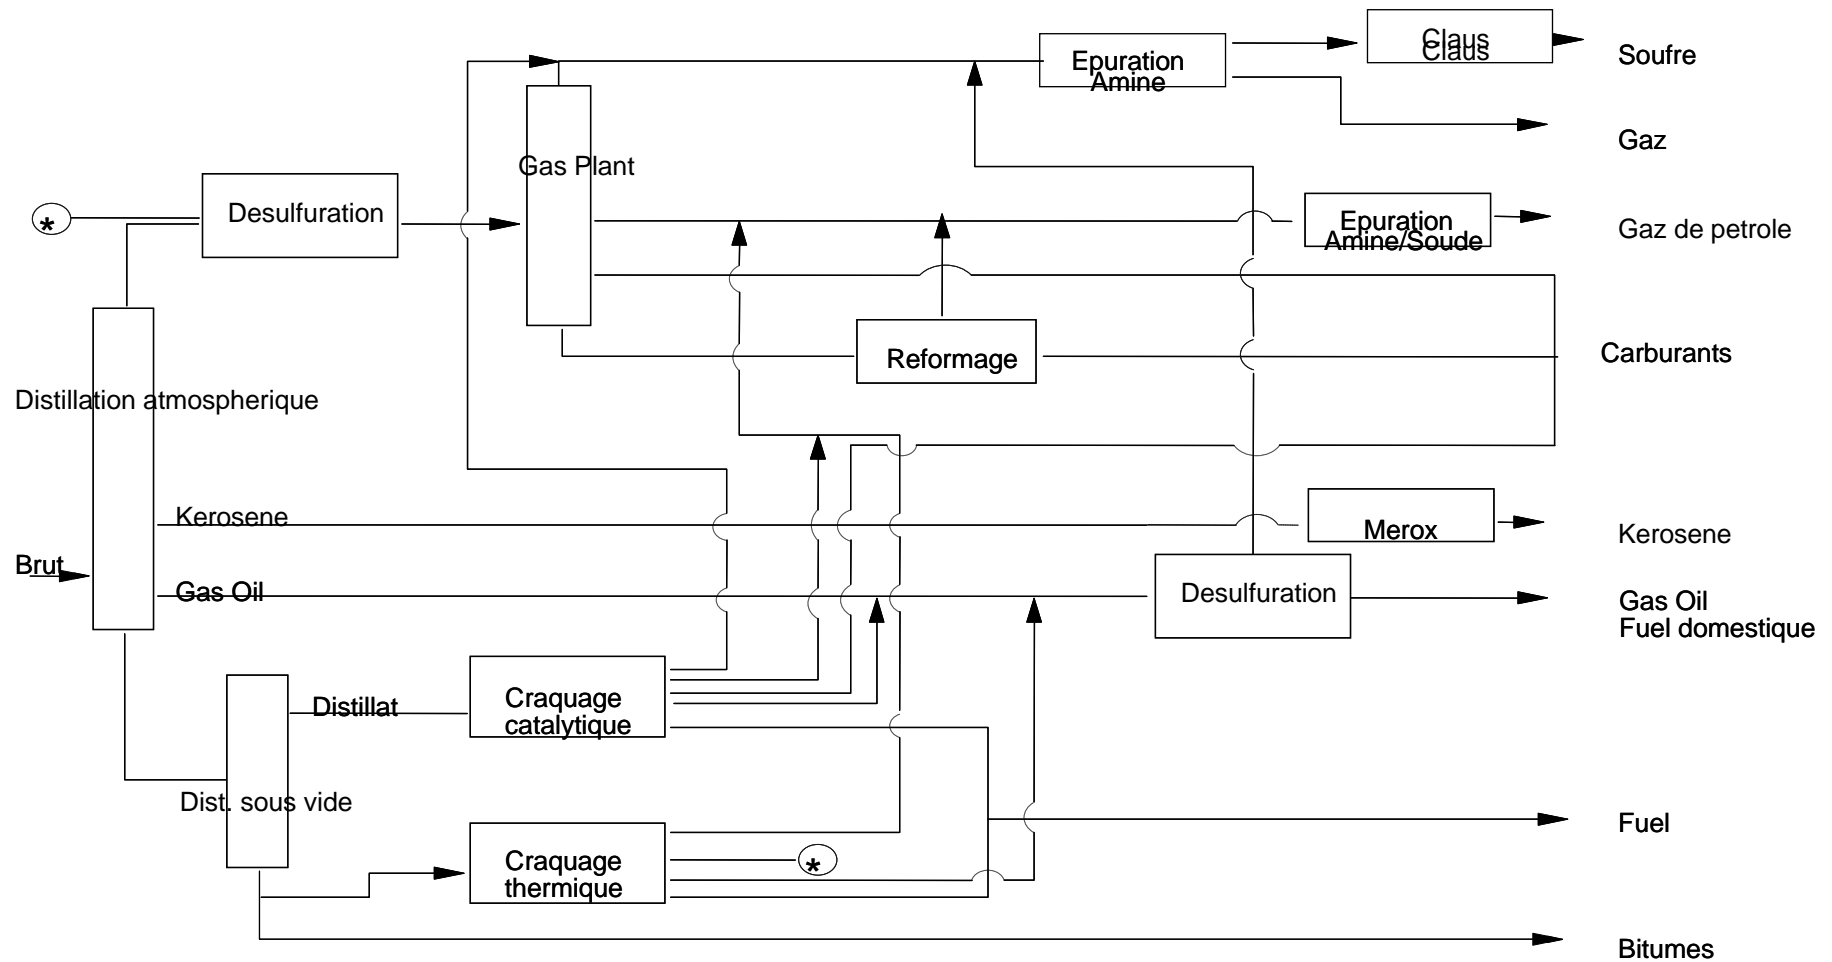 Claus
Claus
Soufre
Epuration
Amine
Gaz
Gas Plant
*
Desulfuration
Epuration
Amine/Soude
Gaz de petrole
Reformage
Carburants
Distillation atmospherique
Kerosene
Merox
Kerosene
Brut
Gas Oil
Desulfuration
Gas Oil
Fuel domestique
Distillat
Craquage
catalytique
Dist. sous vide
Fuel
Craquage
thermique
*
Bitumes